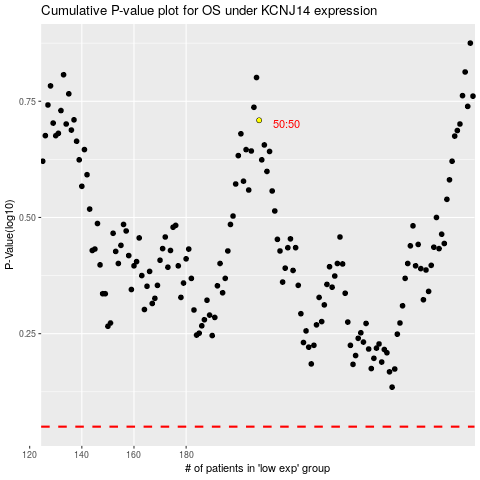 Cumulative P-value plot for OS under KCNJ14 expression
P-Value(log10)
0.75
0.50
0.25
50:50
120 140 160 180
# of patients in 'low exp' group